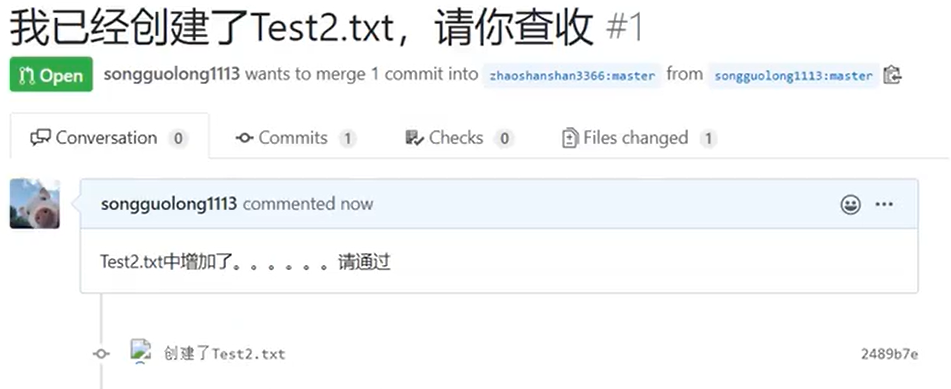 我已经创建了Test2.txt，请你查收 #1
Open songguolong1113 wants to merge 1 commit into zhaoshanshan3366:master from songguolong1113:master
Conversation 0 Commits 1 Checks 0 Files changed 1
songguolong1113 commented now
Test2.txt中增加了。。。。。。请通过
创建了Test2.txt 2489b7e